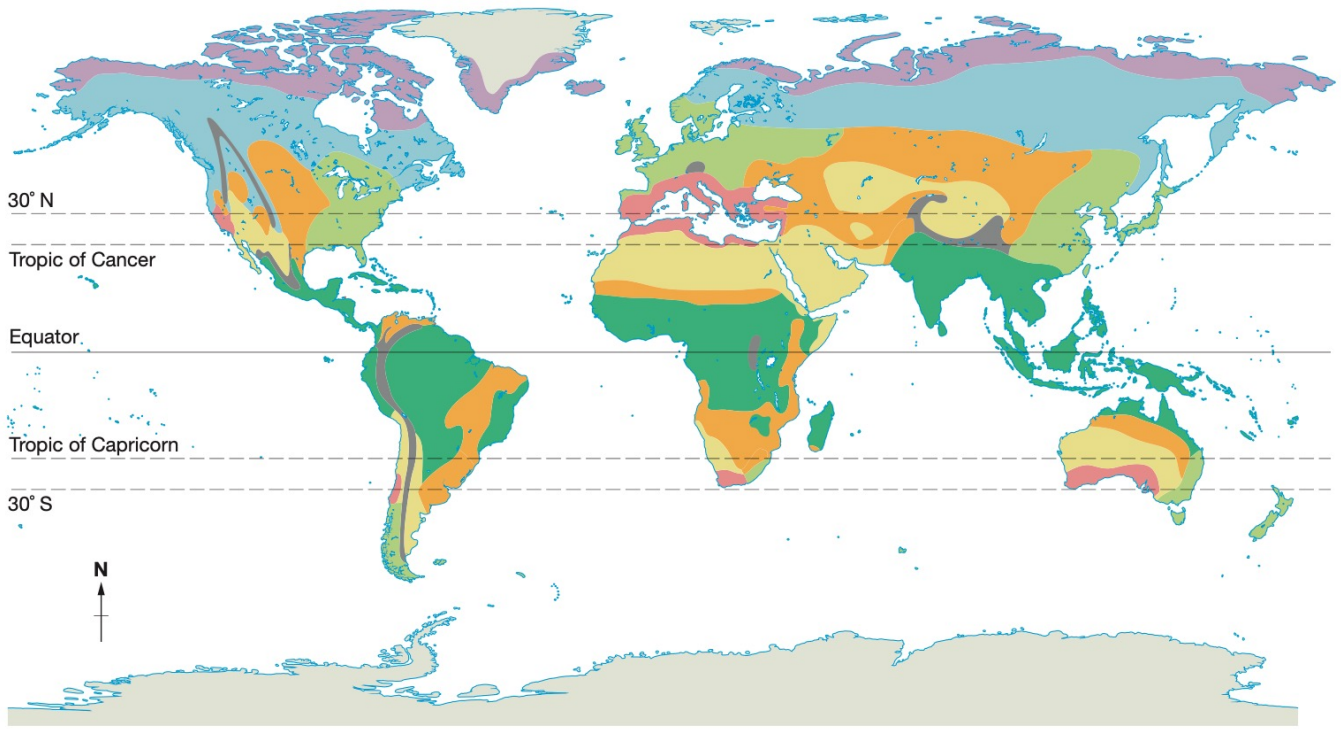 30° N
Tropic of Cancer
Equator
Tropic of Capricorn
30° S
N